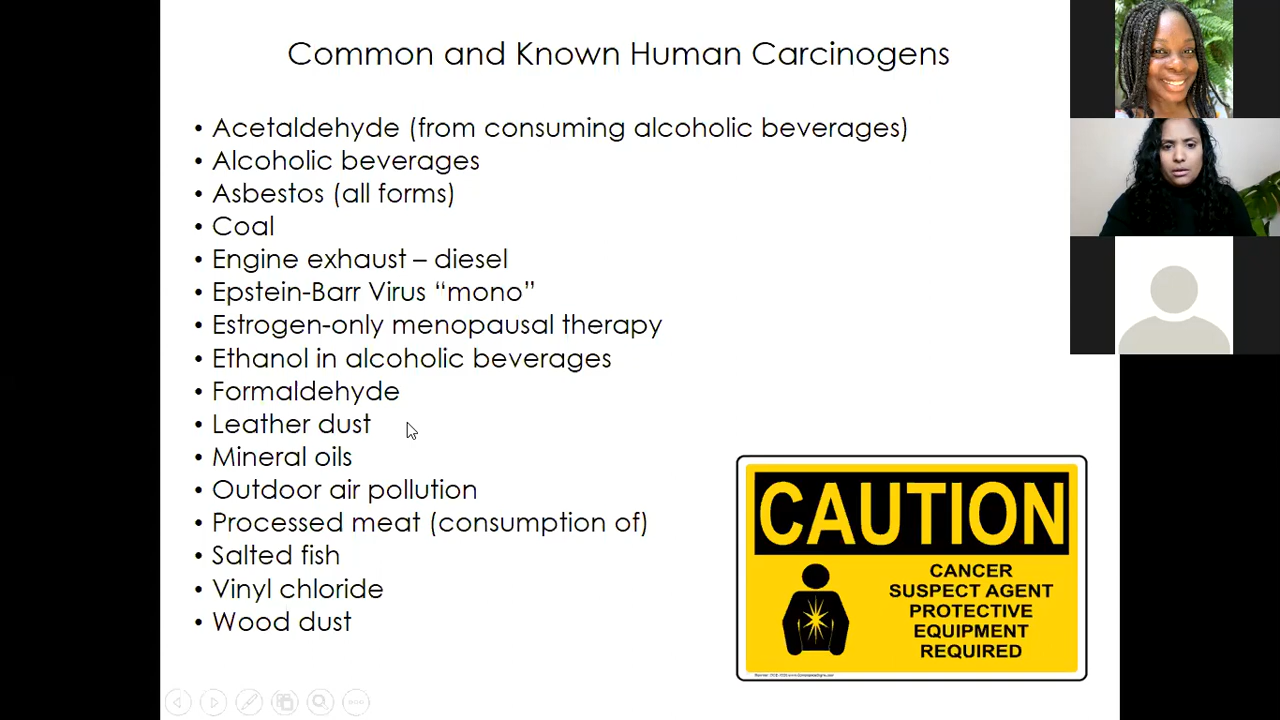 Common and Known Human Carcinogens
• Acetaldehyde (from consuming alcoholic beverages)
• Alcoholic beverages
• Asbestos (all forms)
• Coal
• Engine exhaust – diesel
• Epstein-Barr Virus “mono”
• Estrogen-only menopausal therapy
• Ethanol in alcoholic beverages
• Formaldehyde
• Leather dust
• Mineral oils
• Outdoor air pollution
• Processed meat (consumption of)
• Salted fish
• Vinyl chloride
• Wood dust
CAUTION
CANCER
SUSPECT AGENT
PROTECTIVE
EQUIPMENT
REQUIRED